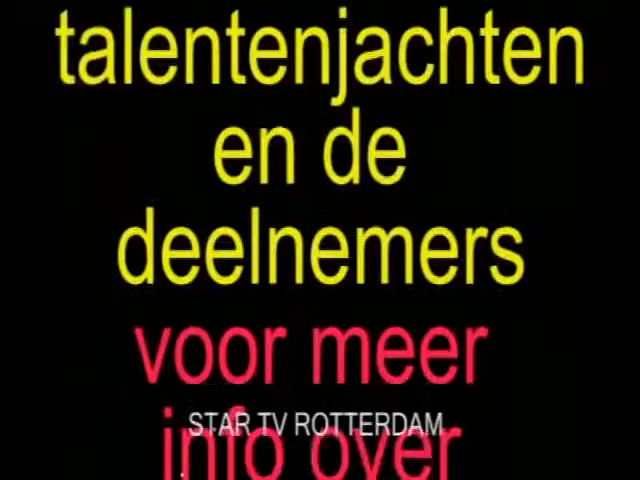 talentenjachten
en de
deelnemers
voor meer
info over
STAR TV ROTTERDAM